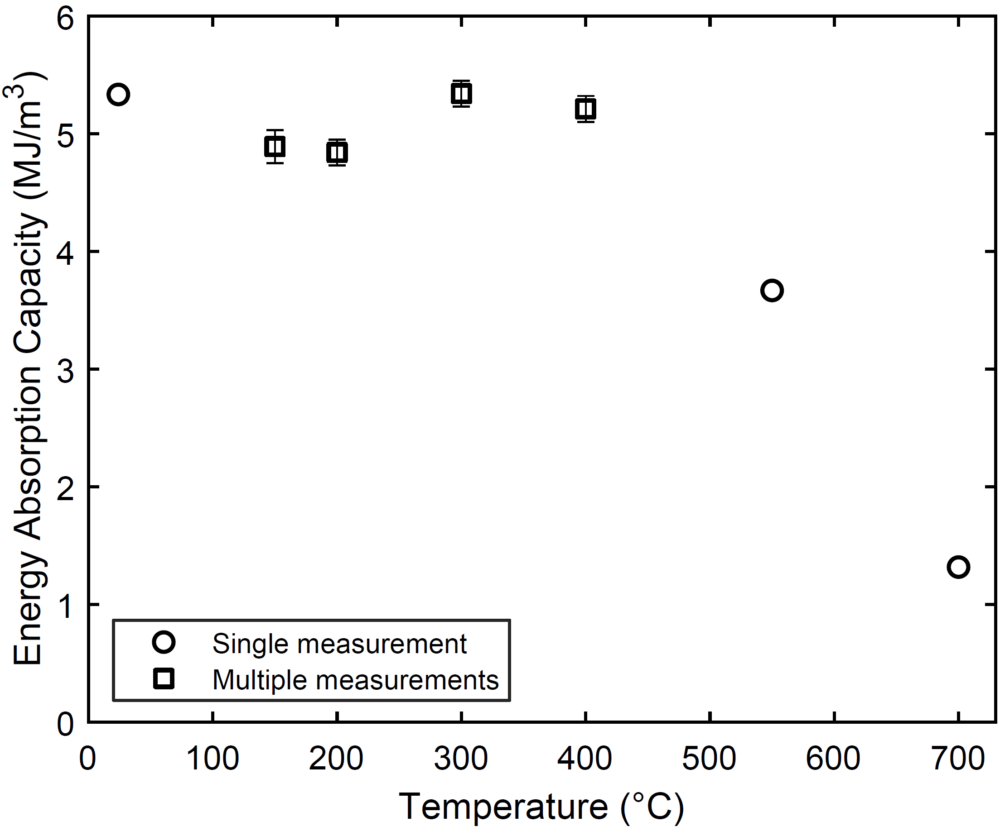 Energy Absorption Capacity (MJ/m³)
6
5
4
3
2
1
0
Single measurement
Multiple measurements
0 100 200 300 400 500 600 700
Temperature (°C)